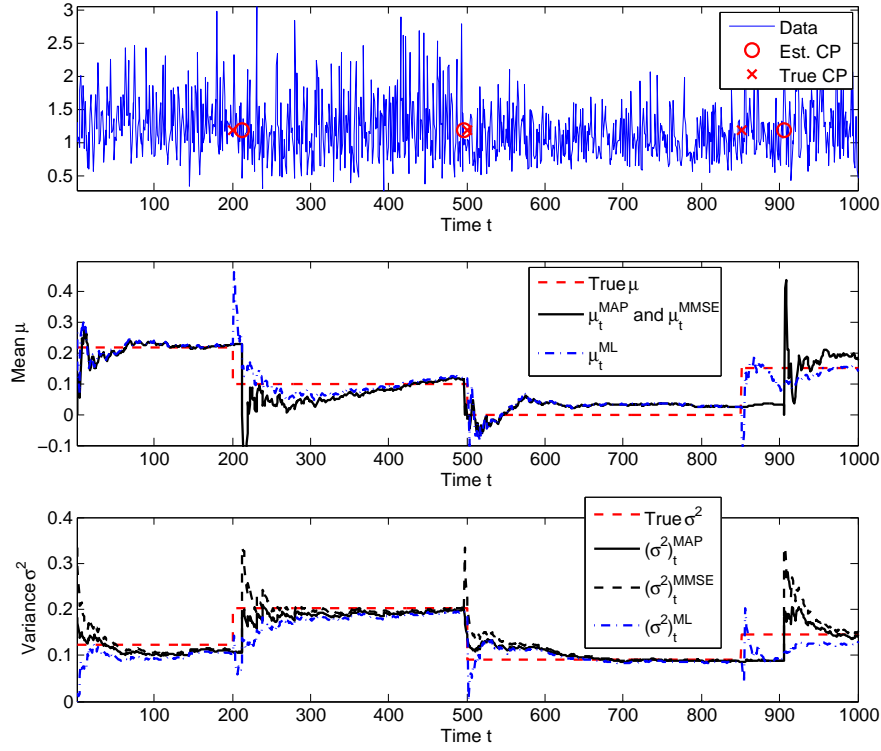 3
2.5
2
1.5
1
0.5
100 200 300 400 500 600 700 800 900 1000
Time t
Data
Est. CP
True CP
0.4
0.3
0.2
0.1
0
−0.1
Mean μ
100 200 300 400 500 600 700 800 900 1000
Time t
True μ
μ_t^MAP and μ_t^MMSE
μ_t^ML
0.4
0.3
0.2
0.1
0
Variance σ²
100 200 300 400 500 600 700 800 900 1000
Time t
True σ²
(σ²)_t^MAP
(σ²)_t^MMSE
(σ²)_t^ML